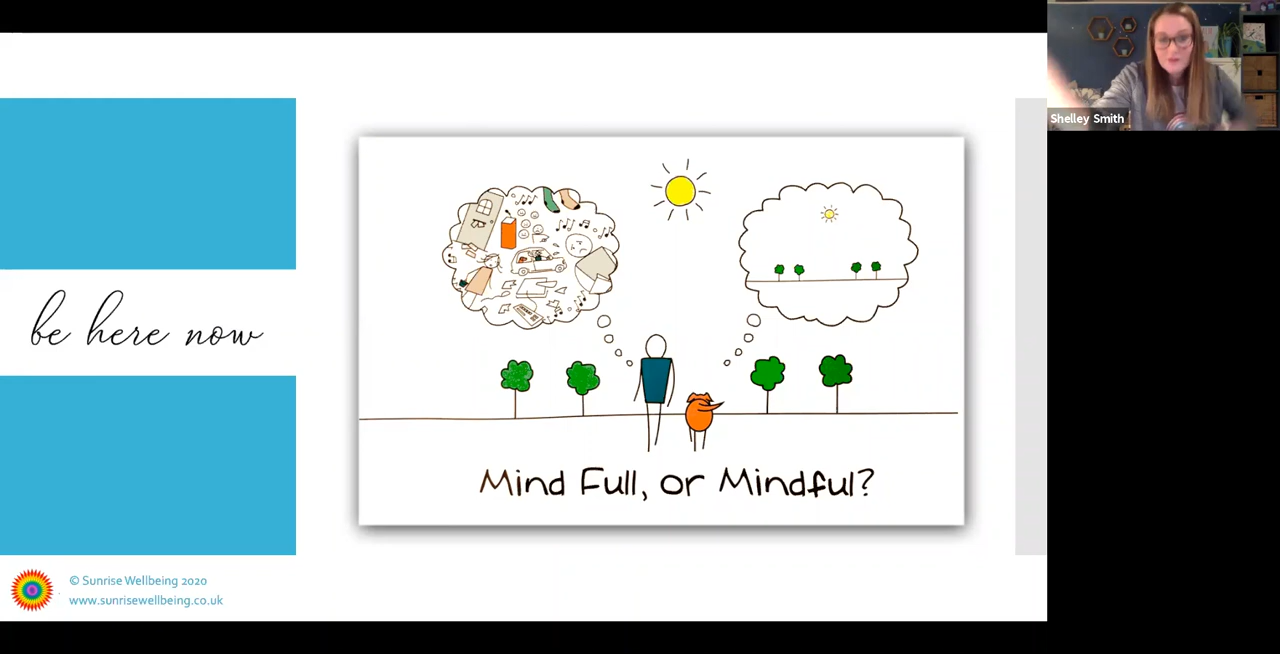 Shelley Smith
be here now
Mind Full, or Mindful?
© Sunrise Wellbeing 2020
www.sunrisewellbeing.co.uk